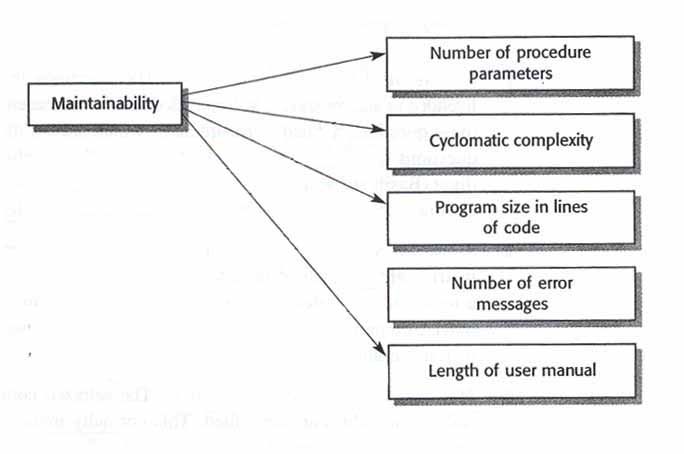 Number of procedure
parameters
Maintainability
Cyclomatic complexity
Program size in lines
of code
Number of error
messages
Length of user manual